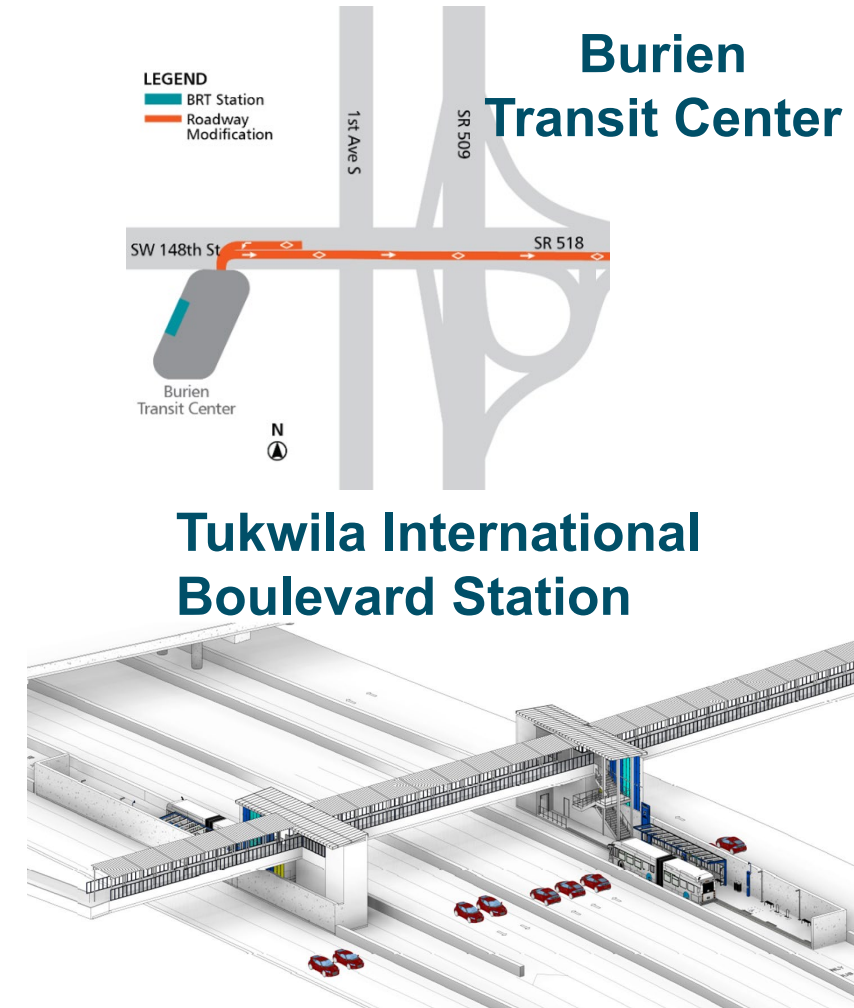 Burien
Transit Center
LEGEND
BRT Station
Roadway
Modification
1st Ave S
SR 509
SW 148th St
SR 518
Burien
Transit Center
N
Tukwila International
Boulevard Station